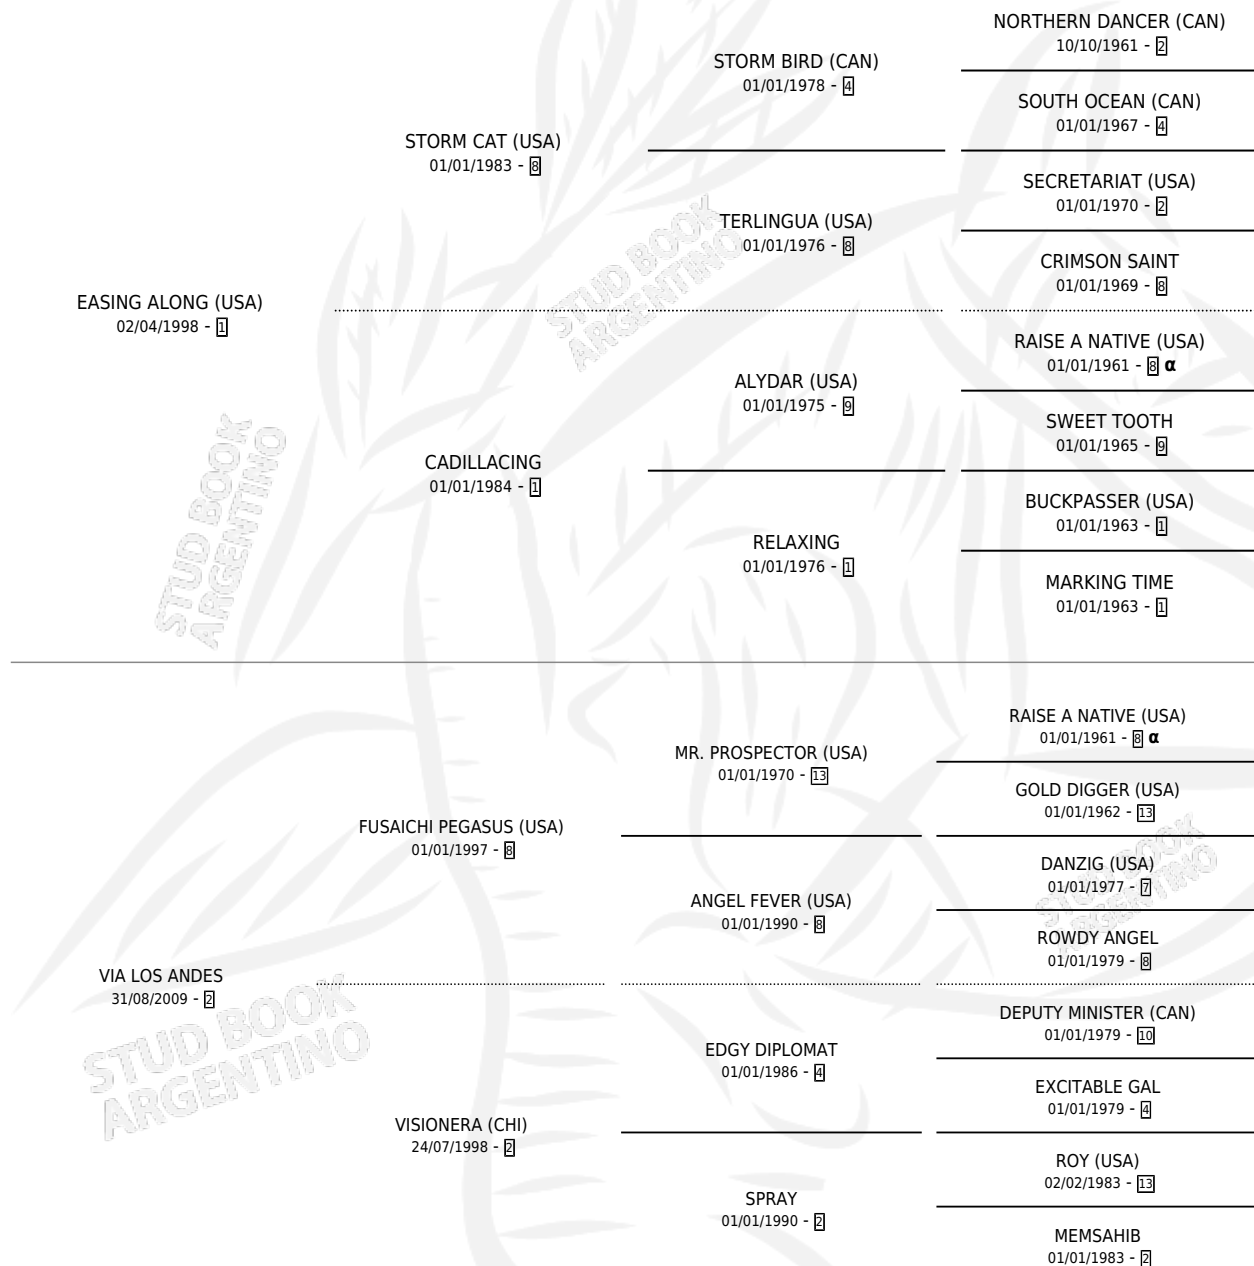 NORTHERN DANCER (CAN)
10/10/1961 - 2
STORM BIRD (CAN)
01/01/1978 - 4
SOUTH OCEAN (CAN)
01/01/1967 - 4
STORM CAT (USA)
01/01/1983 - 8
SECRETARIAT (USA)
01/01/1970 - 2
TERLINGUA (USA)
01/01/1976 - 8
CRIMSON SAINT
01/01/1969 - 8
EASING ALONG (USA)
02/04/1998 - 1
RAISE A NATIVE (USA)
01/01/1961 - 8 α
ALYDAR (USA)
01/01/1975 - 9
SWEET TOOTH
01/01/1965 - 9
CADILLACING
01/01/1984 - 1
BUCKPASSER (USA)
01/01/1963 - 1
RELAXING
01/01/1976 - 1
MARKING TIME
01/01/1963 - 1
RAISE A NATIVE (USA)
01/01/1961 - 8 α
MR. PROSPECTOR (USA)
01/01/1970 - 13
GOLD DIGGER (USA)
01/01/1962 - 13
FUSAICHI PEGASUS (USA)
01/01/1997 - 8
DANZIG (USA)
01/01/1977 - 7
ANGEL FEVER (USA)
01/01/1990 - 8
ROWDY ANGEL
01/01/1979 - 8
VIA LOS ANDES
31/08/2009 - 2
DEPUTY MINISTER (CAN)
01/01/1979 - 10
EDGY DIPLOMAT
01/01/1986 - 4
EXCITABLE GAL
01/01/1979 - 4
VISIONERA (CHI)
24/07/1998 - 2
ROY (USA)
02/02/1983 - 13
SPRAY
01/01/1990 - 2
MEMSAHIB
01/01/1983 - 2
STUD BOOK
ARGENTINO
STUD BOOK
ARGENTINO
STUD BOOK
ARGENTINO
STUD BOOK
ARGENTINO